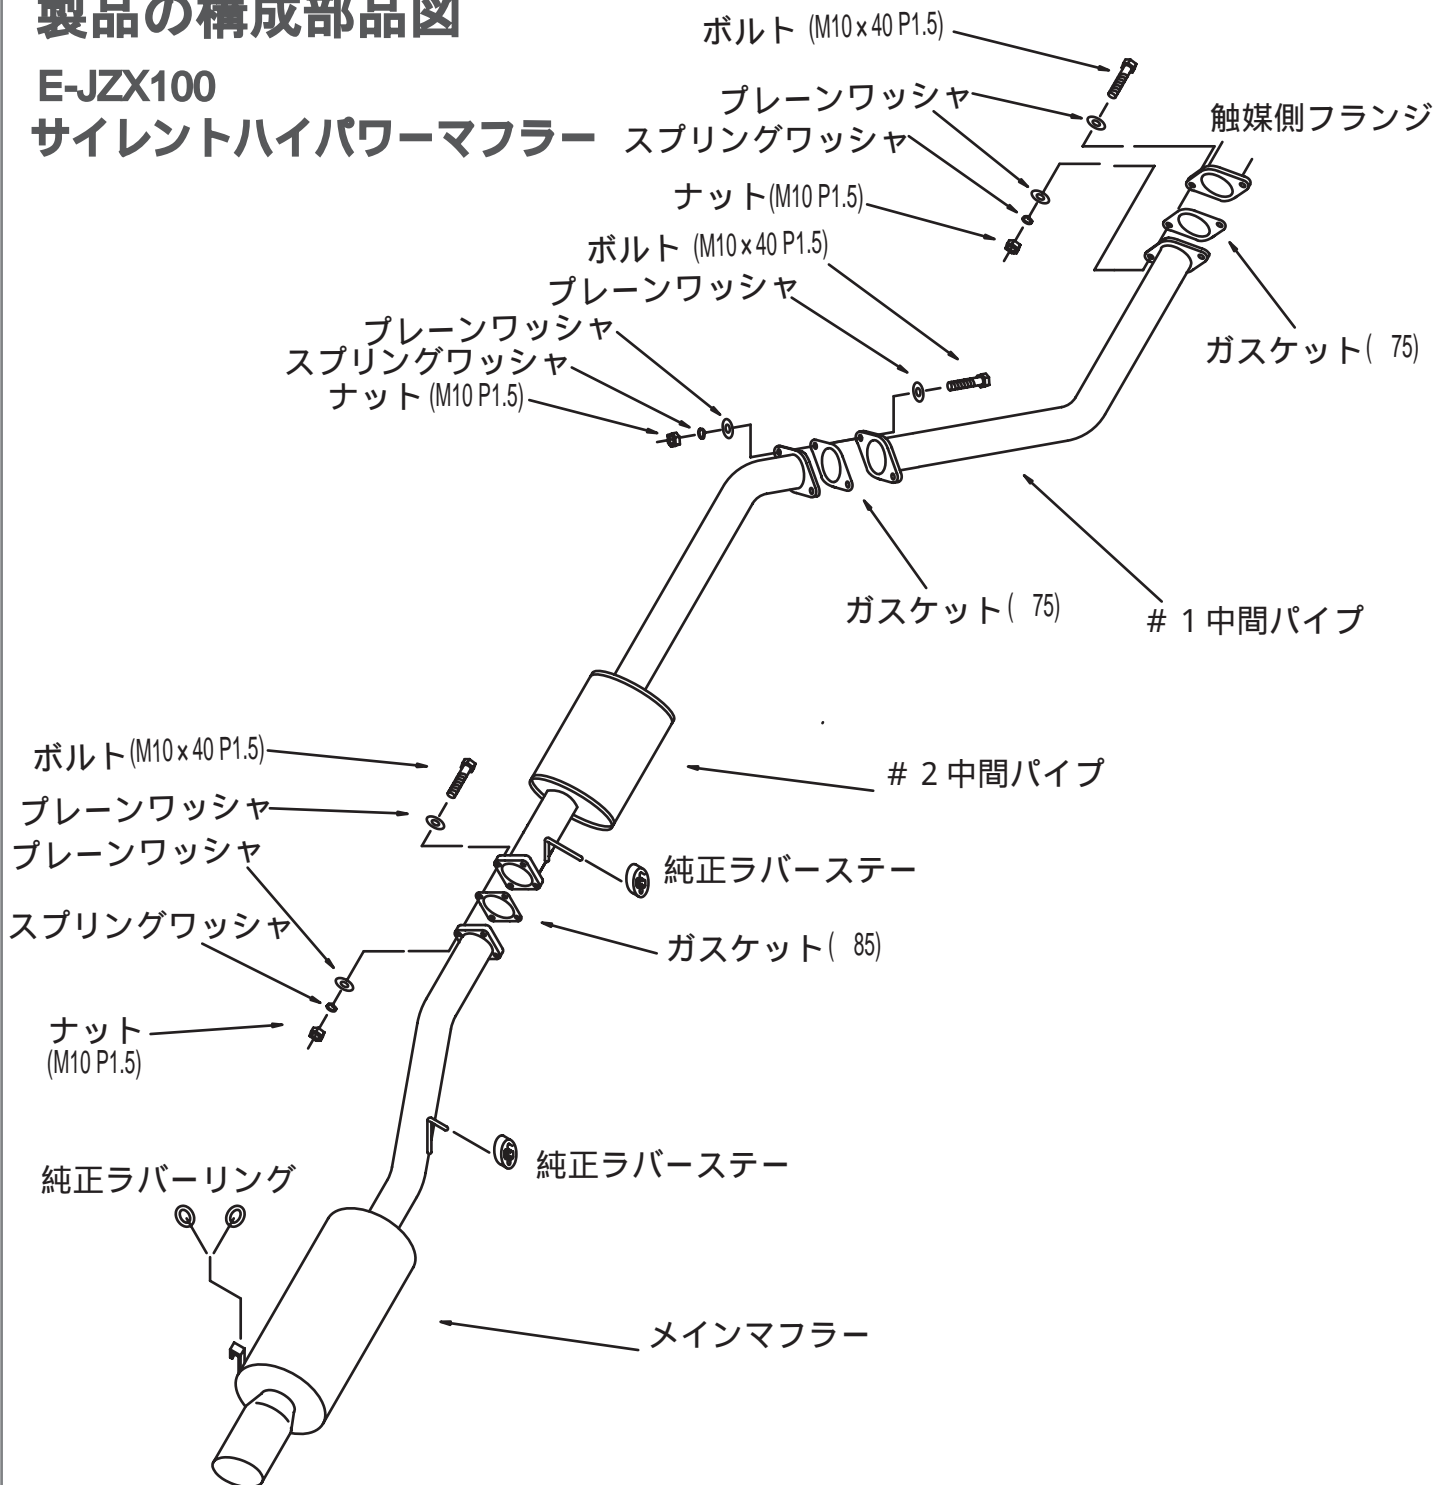 製品の構成部品図
E-JZX100
サイレントハイパワーマフラー
ボルト (M10×40 P1.5)
プレーンワッシャ
スプリングワッシャ
触媒側フランジ
ナット(M10 P1.5)
ボルト (M10×40 P1.5)
プレーンワッシャ
プレーンワッシャ
スプリングワッシャ
ナット (M10 P1.5)
ガスケット( 75)
ガスケット( 75)
# 1 中間パイプ
ボルト(M10×40 P1.5)
# 2 中間パイプ
プレーンワッシャ
プレーンワッシャ
純正ラバーステー
スプリングワッシャ
ガスケット( 85)
ナット
(M10 P1.5)
純正ラバーステー
純正ラバーリング
メインマフラー